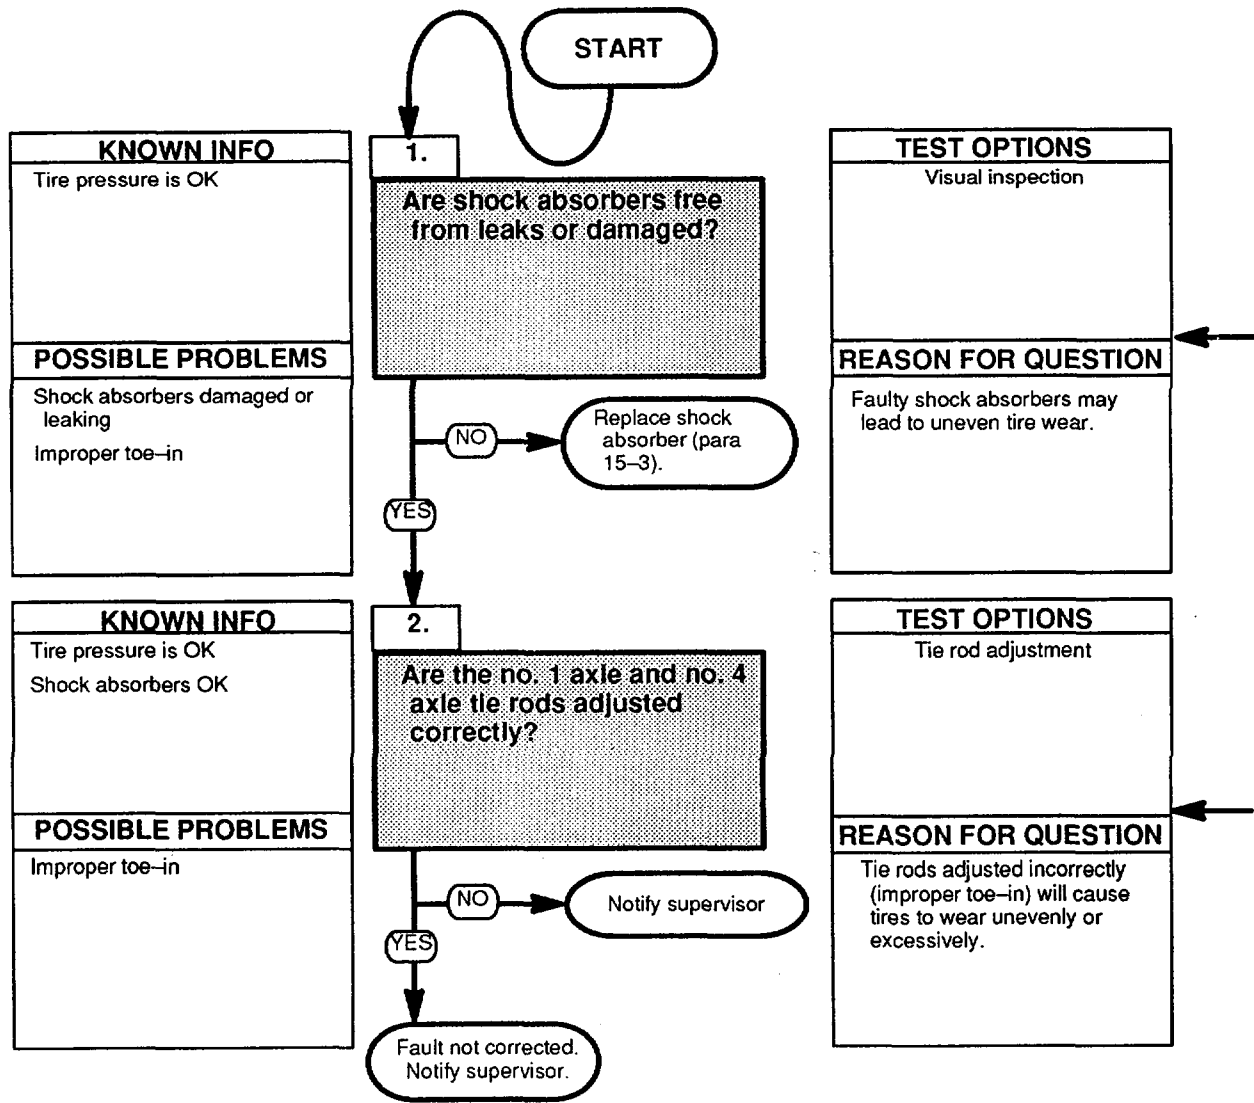 START
KNOWN INFO
Tire pressure is OK
POSSIBLE PROBLEMS
Shock absorbers damaged or
leaking
Improper toe–in
1.
Are shock absorbers free
from leaks or damaged?
NO
Replace shock
absorber (para
15–3).
YES
TEST OPTIONS
Visual inspection
REASON FOR QUESTION
Faulty shock absorbers may
lead to uneven tire wear.
KNOWN INFO
Tire pressure is OK
Shock absorbers OK
POSSIBLE PROBLEMS
Improper toe–in
2.
Are the no. 1 axle and no. 4
axle tie rods adjusted
correctly?
NO
Notify supervisor
YES
Fault not corrected.
Notify supervisor.
TEST OPTIONS
Tie rod adjustment
REASON FOR QUESTION
Tie rods adjusted incorrectly
(improper toe–in) will cause
tires to wear unevenly or
excessively.